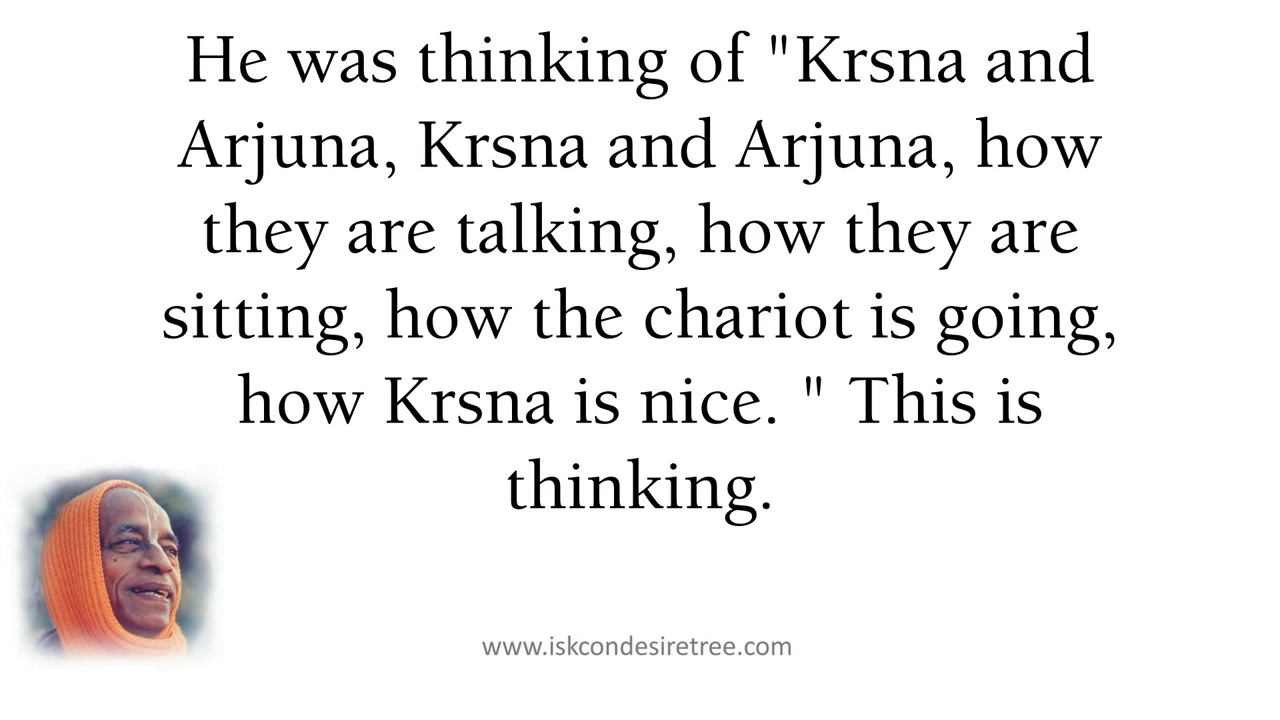 He was thinking of "Krsna and
Arjuna, Krsna and Arjuna, how
they are talking, how they are
sitting, how the chariot is going,
how Krsna is nice. " This is
thinking.
www.iskcondesiretree.com